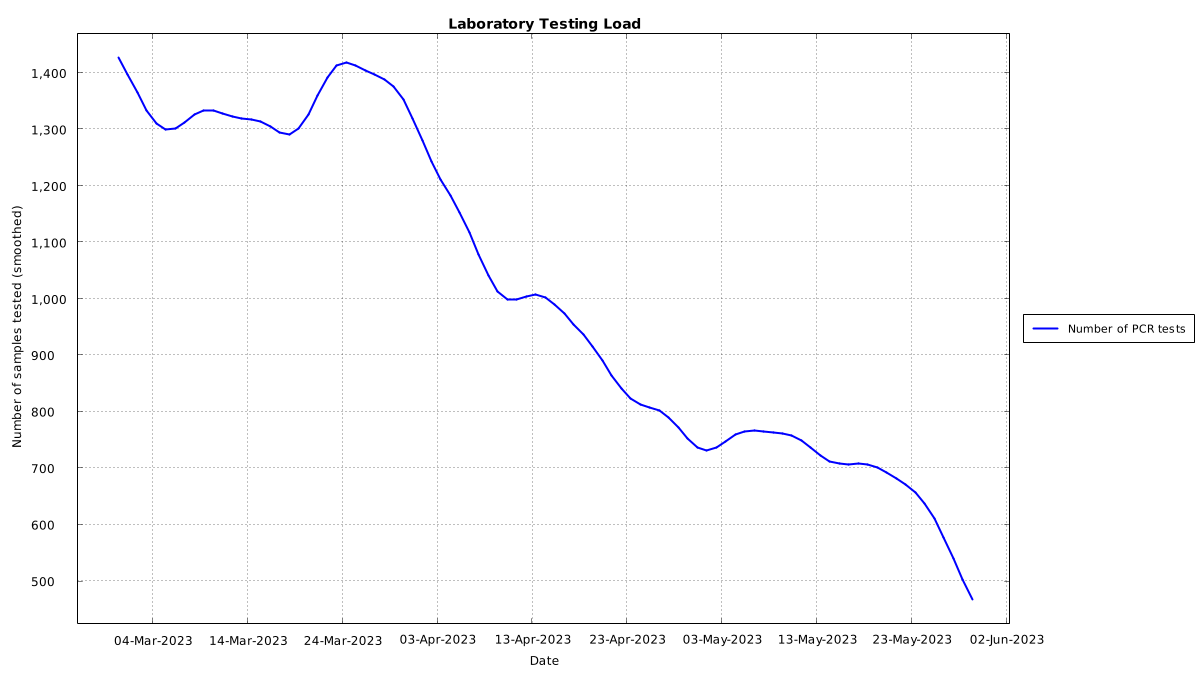 Laboratory Testing Load
1,400
1,300
1,200
1,100
1,000
900
800
700
600
500
Number of samples tested (smoothed)
04-Mar-2023 14-Mar-2023 24-Mar-2023 03-Apr-2023 13-Apr-2023 23-Apr-2023 03-May-2023 13-May-2023 23-May-2023 02-Jun-2023
Date
Number of PCR tests